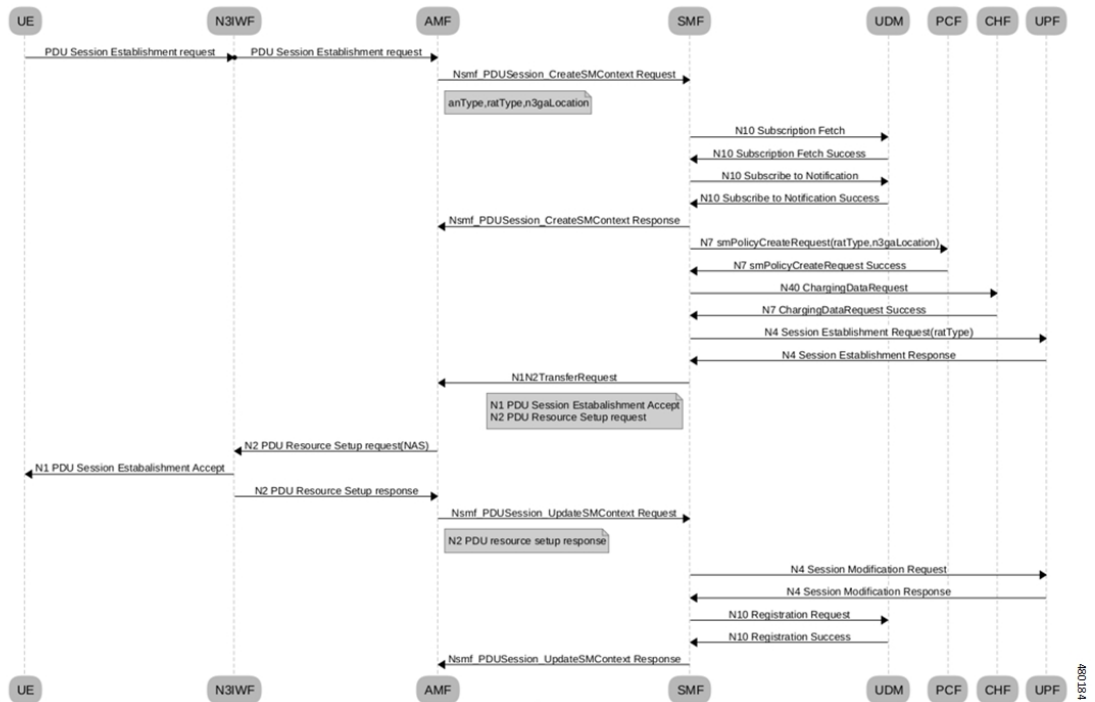 UE N3IWF AMF SMF UDM PCF CHF UPF
PDU Session Establishment request PDU Session Establishment request
Nsmf_PDUSession_CreateSMContext Request
anType,ratType,n3gaLocation
N10 Subscription Fetch
N10 Subscription Fetch Success
N10 Subscribe to Notification
N10 Subscribe to Notification Success
Nsmf_PDUSession_CreateSMContext Response
N7 smPolicyCreateRequest(ratType,n3gaLocation)
N7 smPolicyCreateRequest Success
N40 ChargingDataRequest
N7 ChargingDataRequest Success
N4 Session Establishment Request(ratType)
N4 Session Establishment Response
N1N2TransferRequest
N1 PDU Session Estabalishment Accept
N2 PDU Resource Setup request
N2 PDU Resource Setup request(NAS)
N1 PDU Session Estabalishment Accept
N2 PDU Resource Setup response
Nsmf_PDUSession_UpdateSMContext Request
N2 PDU resource setup response
N4 Session Modification Request
N4 Session Modification Response
N10 Registration Request
N10 Registration Success
Nsmf_PDUSession_UpdateSMContext Response
UE N3IWF AMF SMF UDM PCF CHF UPF
480184